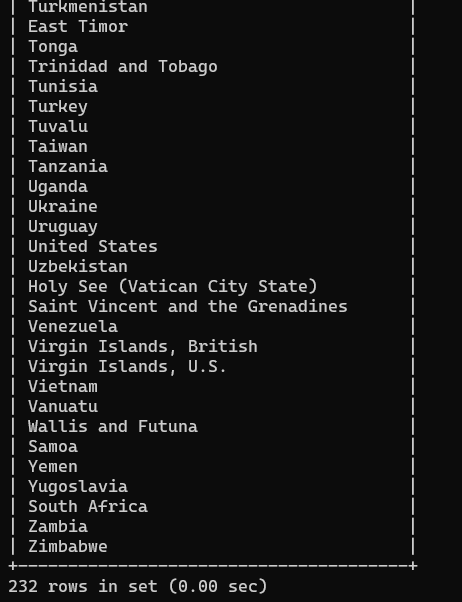 | Turkmenistan |
| East Timor |
| Tonga |
| Trinidad and Tobago |
| Tunisia |
| Turkey |
| Tuvalu |
| Taiwan |
| Tanzania |
| Uganda |
| Ukraine |
| Uruguay |
| United States |
| Uzbekistan |
| Holy See (Vatican City State) |
| Saint Vincent and the Grenadines |
| Venezuela |
| Virgin Islands, British |
| Virgin Islands, U.S. |
| Vietnam |
| Vanuatu |
| Wallis and Futuna |
| Samoa |
| Yemen |
| Yugoslavia |
| South Africa |
| Zambia |
| Zimbabwe |
+---------------------------------------+
232 rows in set (0.00 sec)